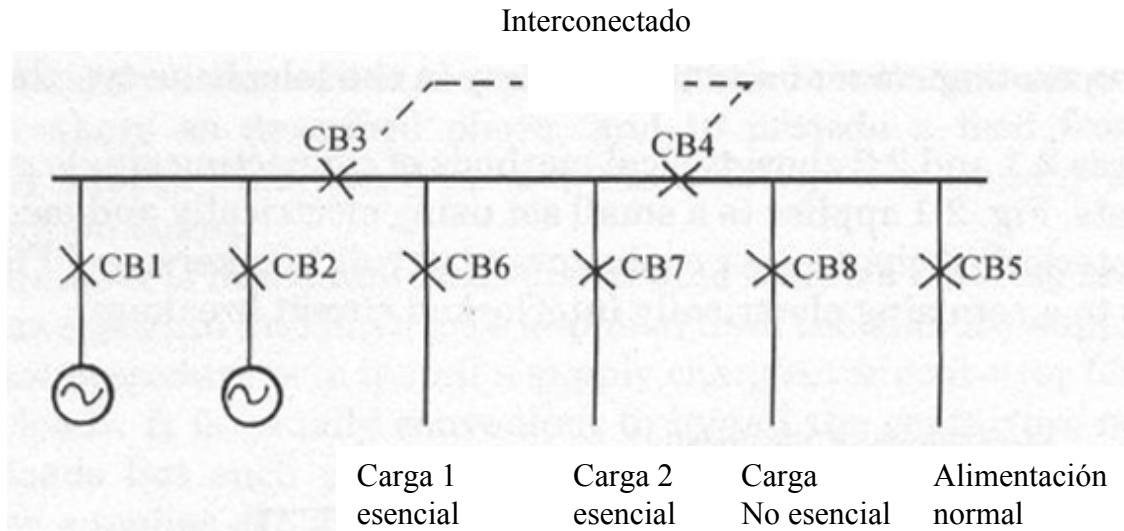 Interconectado
CB3
CB4
CB1
CB2
CB6
CB7
CB8
CB5
Carga 1
esencial
Carga 2
esencial
Carga
No esencial
Alimentación
normal